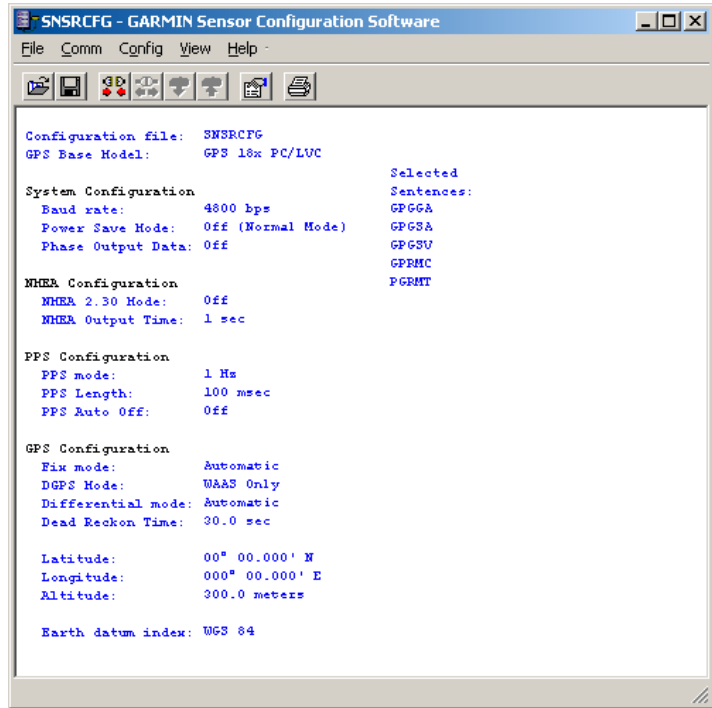 SNSRCFG - GARMIN Sensor Configuration Software
File Comm Config View Help
Configuration file: SNSRCFG
GPS Base Model: GPS 18x PC/LVC
Selected
System Configuration Sentences:
Baud rate: 4800 bps GPGGA
Power Save Mode: Off (Normal Mode) GPGSA
Phase Output Data: Off GPGSV
GPRMC
NMEA Configuration PGRMT
NMEA 2.30 Mode: Off
NMEA Output Time: 1 sec
PPS Configuration
PPS mode: 1 Hz
PPS Length: 100 msec
PPS Auto Off: Off
GPS Configuration
Fix mode: Automatic
DGPS Mode: WAAS Only
Differential mode: Automatic
Dead Reckon Time: 30.0 sec
Latitude: 00° 00.000' N
Longitude: 000° 00.000' E
Altitude: 300.0 meters
Earth datum index: WGS 84